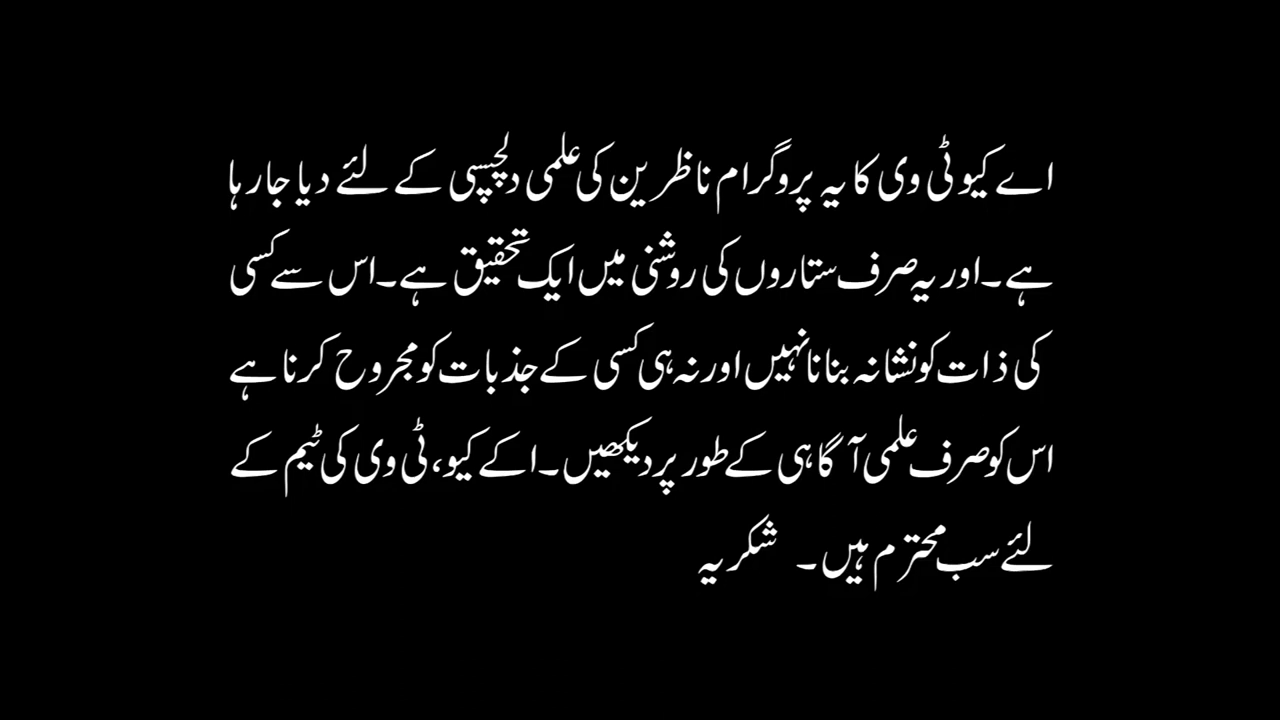 اے کیو ٹی وی کا یہ پروگرام ناظرین کی علمی دلچسپی کے لئے دیا جا رہا
ہے۔ اور یہ صرف ستاروں کی روشنی میں ایک تحقیق ہے۔ اس سے کسی
کی ذات کو نشانہ بنانا نہیں اور نہ ہی کسی کے جذبات کو مجروح کرنا ہے
اس کو صرف علمی آگاہی کے طور پر دیکھیں۔ اکے کیو، ٹی وی کی ٹیم کے
لئے سب محترم ہیں۔ شکریہ